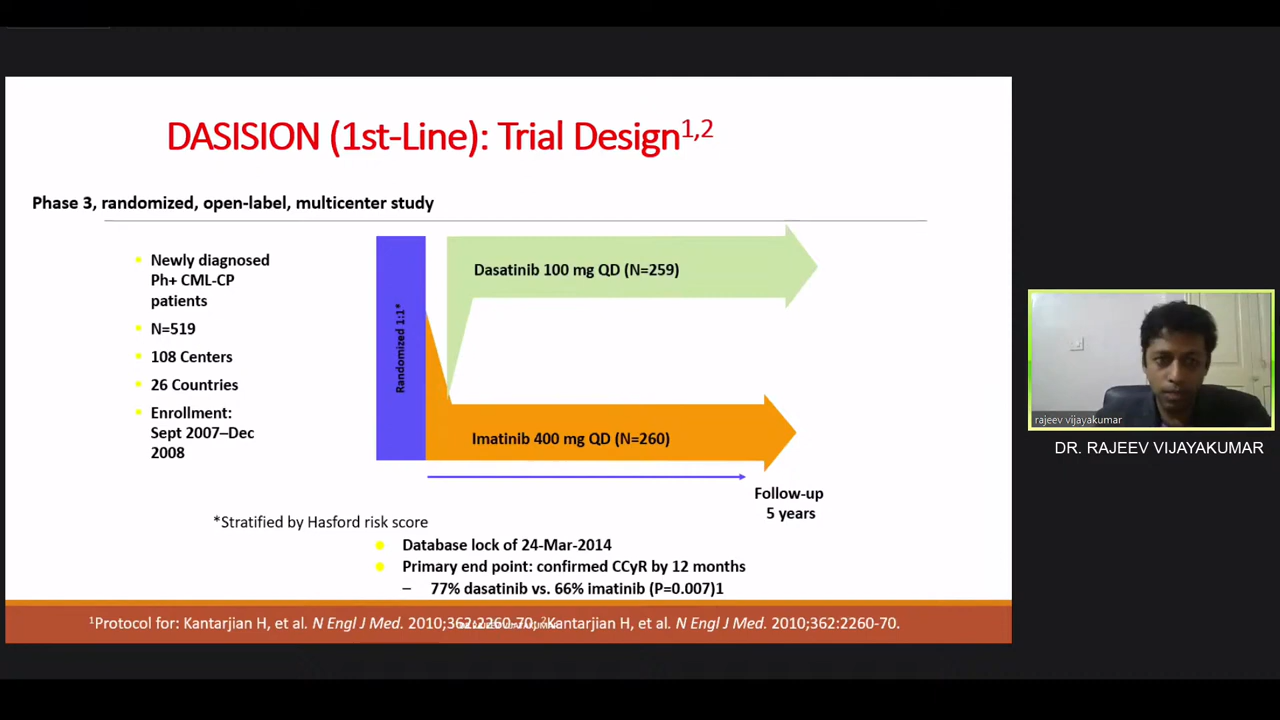 DASISION (1st-Line): Trial Design1,2
Phase 3, randomized, open-label, multicenter study
Newly diagnosed
Ph+ CML-CP
patients
N=519
108 Centers
26 Countries
Enrollment:
Sept 2007–Dec
2008
Randomized 1:1*
Dasatinib 100 mg QD (N=259)
Imatinib 400 mg QD (N=260)
Follow-up
5 years
*Stratified by Hasford risk score
Database lock of 24-Mar-2014
Primary end point: confirmed CCyR by 12 months
– 77% dasatinib vs. 66% imatinib (P=0.007)1
1Protocol for: Kantarjian H, et al. N Engl J Med. 2010;362:2260-70. 2Kantarjian H, et al. N Engl J Med. 2010;362:2260-70.
rajeev vijayakumar
DR. RAJEEV VIJAYAKUMAR